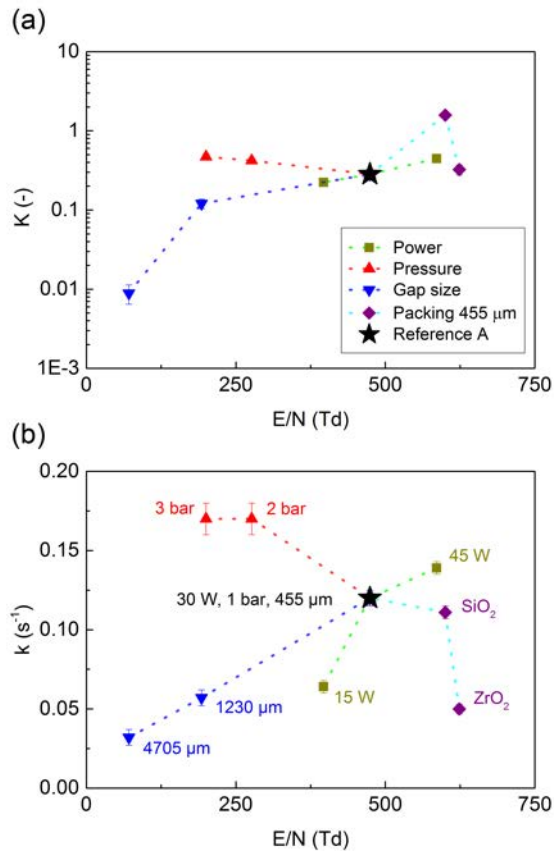 (a)
10
1
0.1
0.01
1E-3
K (-)
Power
Pressure
Gap size
Packing 455 μm
Reference A
0 250 500 750
E/N (Td)
(b)
0.20
0.15
0.10
0.05
0.00
k (s⁻¹)
3 bar 2 bar
45 W
30 W, 1 bar, 455 μm
SiO₂
1230 μm
15 W
ZrO₂
4705 μm
0 250 500 750
E/N (Td)